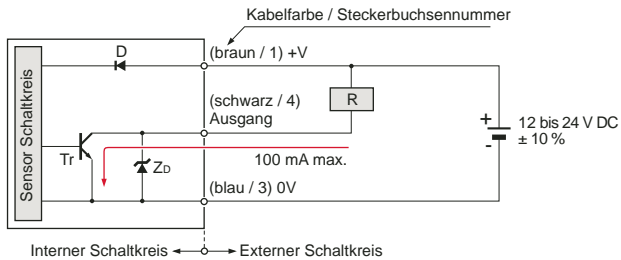 Kabelfarbe / Steckerbuchsennummer
D
(braun / 1) +V
Sensor Schaltkreis
(schwarz / 4)
Ausgang
R
+
-
12 bis 24 V DC
± 10 %
Tr
ZD
100 mA max.
(blau / 3) 0V
Interner Schaltkreis
Externer Schaltkreis